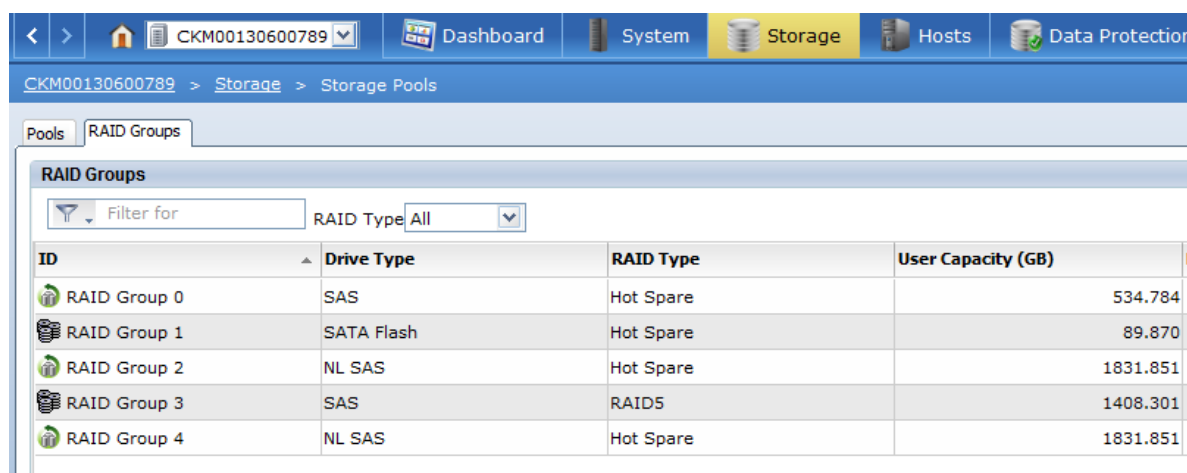 CKM00130600789 Dashboard System Storage Hosts Data Protection
CKM00130600789 > Storage > Storage Pools
Pools RAID Groups
RAID Groups
Filter for RAID Type All
ID Drive Type RAID Type User Capacity (GB)
RAID Group 0 SAS Hot Spare 534.784
RAID Group 1 SATA Flash Hot Spare 89.870
RAID Group 2 NL SAS Hot Spare 1831.851
RAID Group 3 SAS RAID5 1408.301
RAID Group 4 NL SAS Hot Spare 1831.851